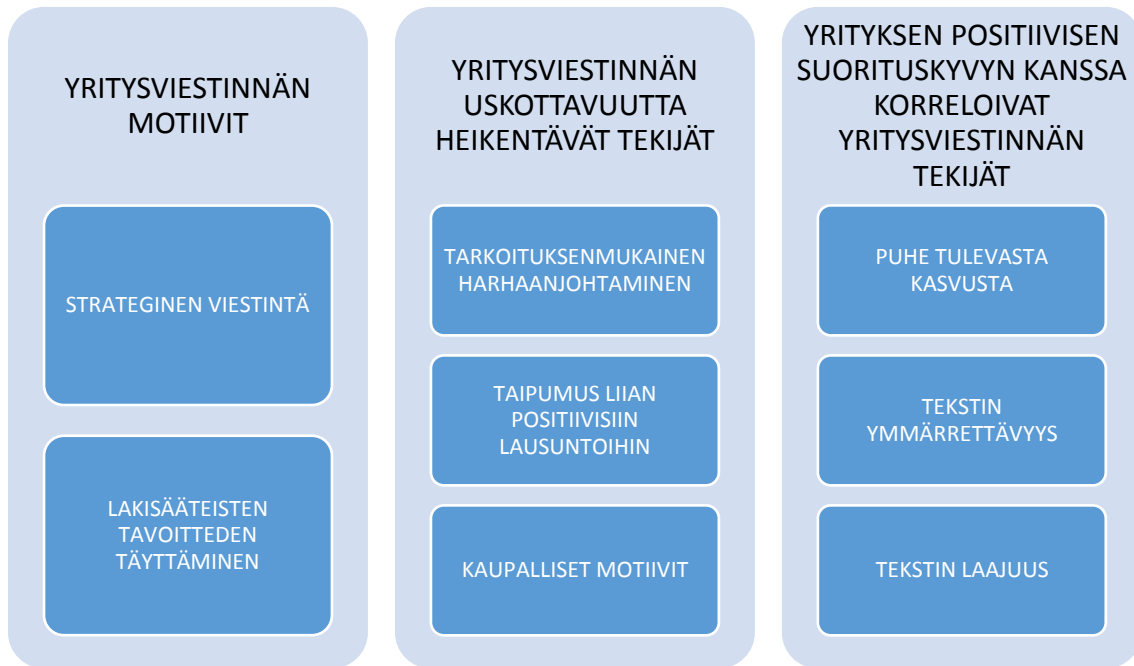 YRITYSVIESTINNÄN
MOTIIVIT
STRATEGINEN VIESTINTÄ
LAKISÄÄTEISTEN
TAVOITTEDEN
TÄYTTÄMINEN
YRITYSVIESTINNÄN
USKOTTAVUUTTA
HEIKENTÄVÄT TEKIJÄT
TARKOITUKSENMUKAINEN
HARHAANJOHTAMINEN
TAIPUMUS LIIAN
POSITIIVISIIN
LAUSUNTOIHIN
KAUPALLISET MOTIIVIT
YRITYKSEN POSITIIVISEN
SUORITUSKYVYN KANSSA
KORRELOIVAT
YRITYSVIESTINNÄN
TEKIJÄT
PUHE TULEVASTA
KASVUSTA
TEKSTIN
YMMÄRRETTÄVYYS
TEKSTIN LAAJUUS